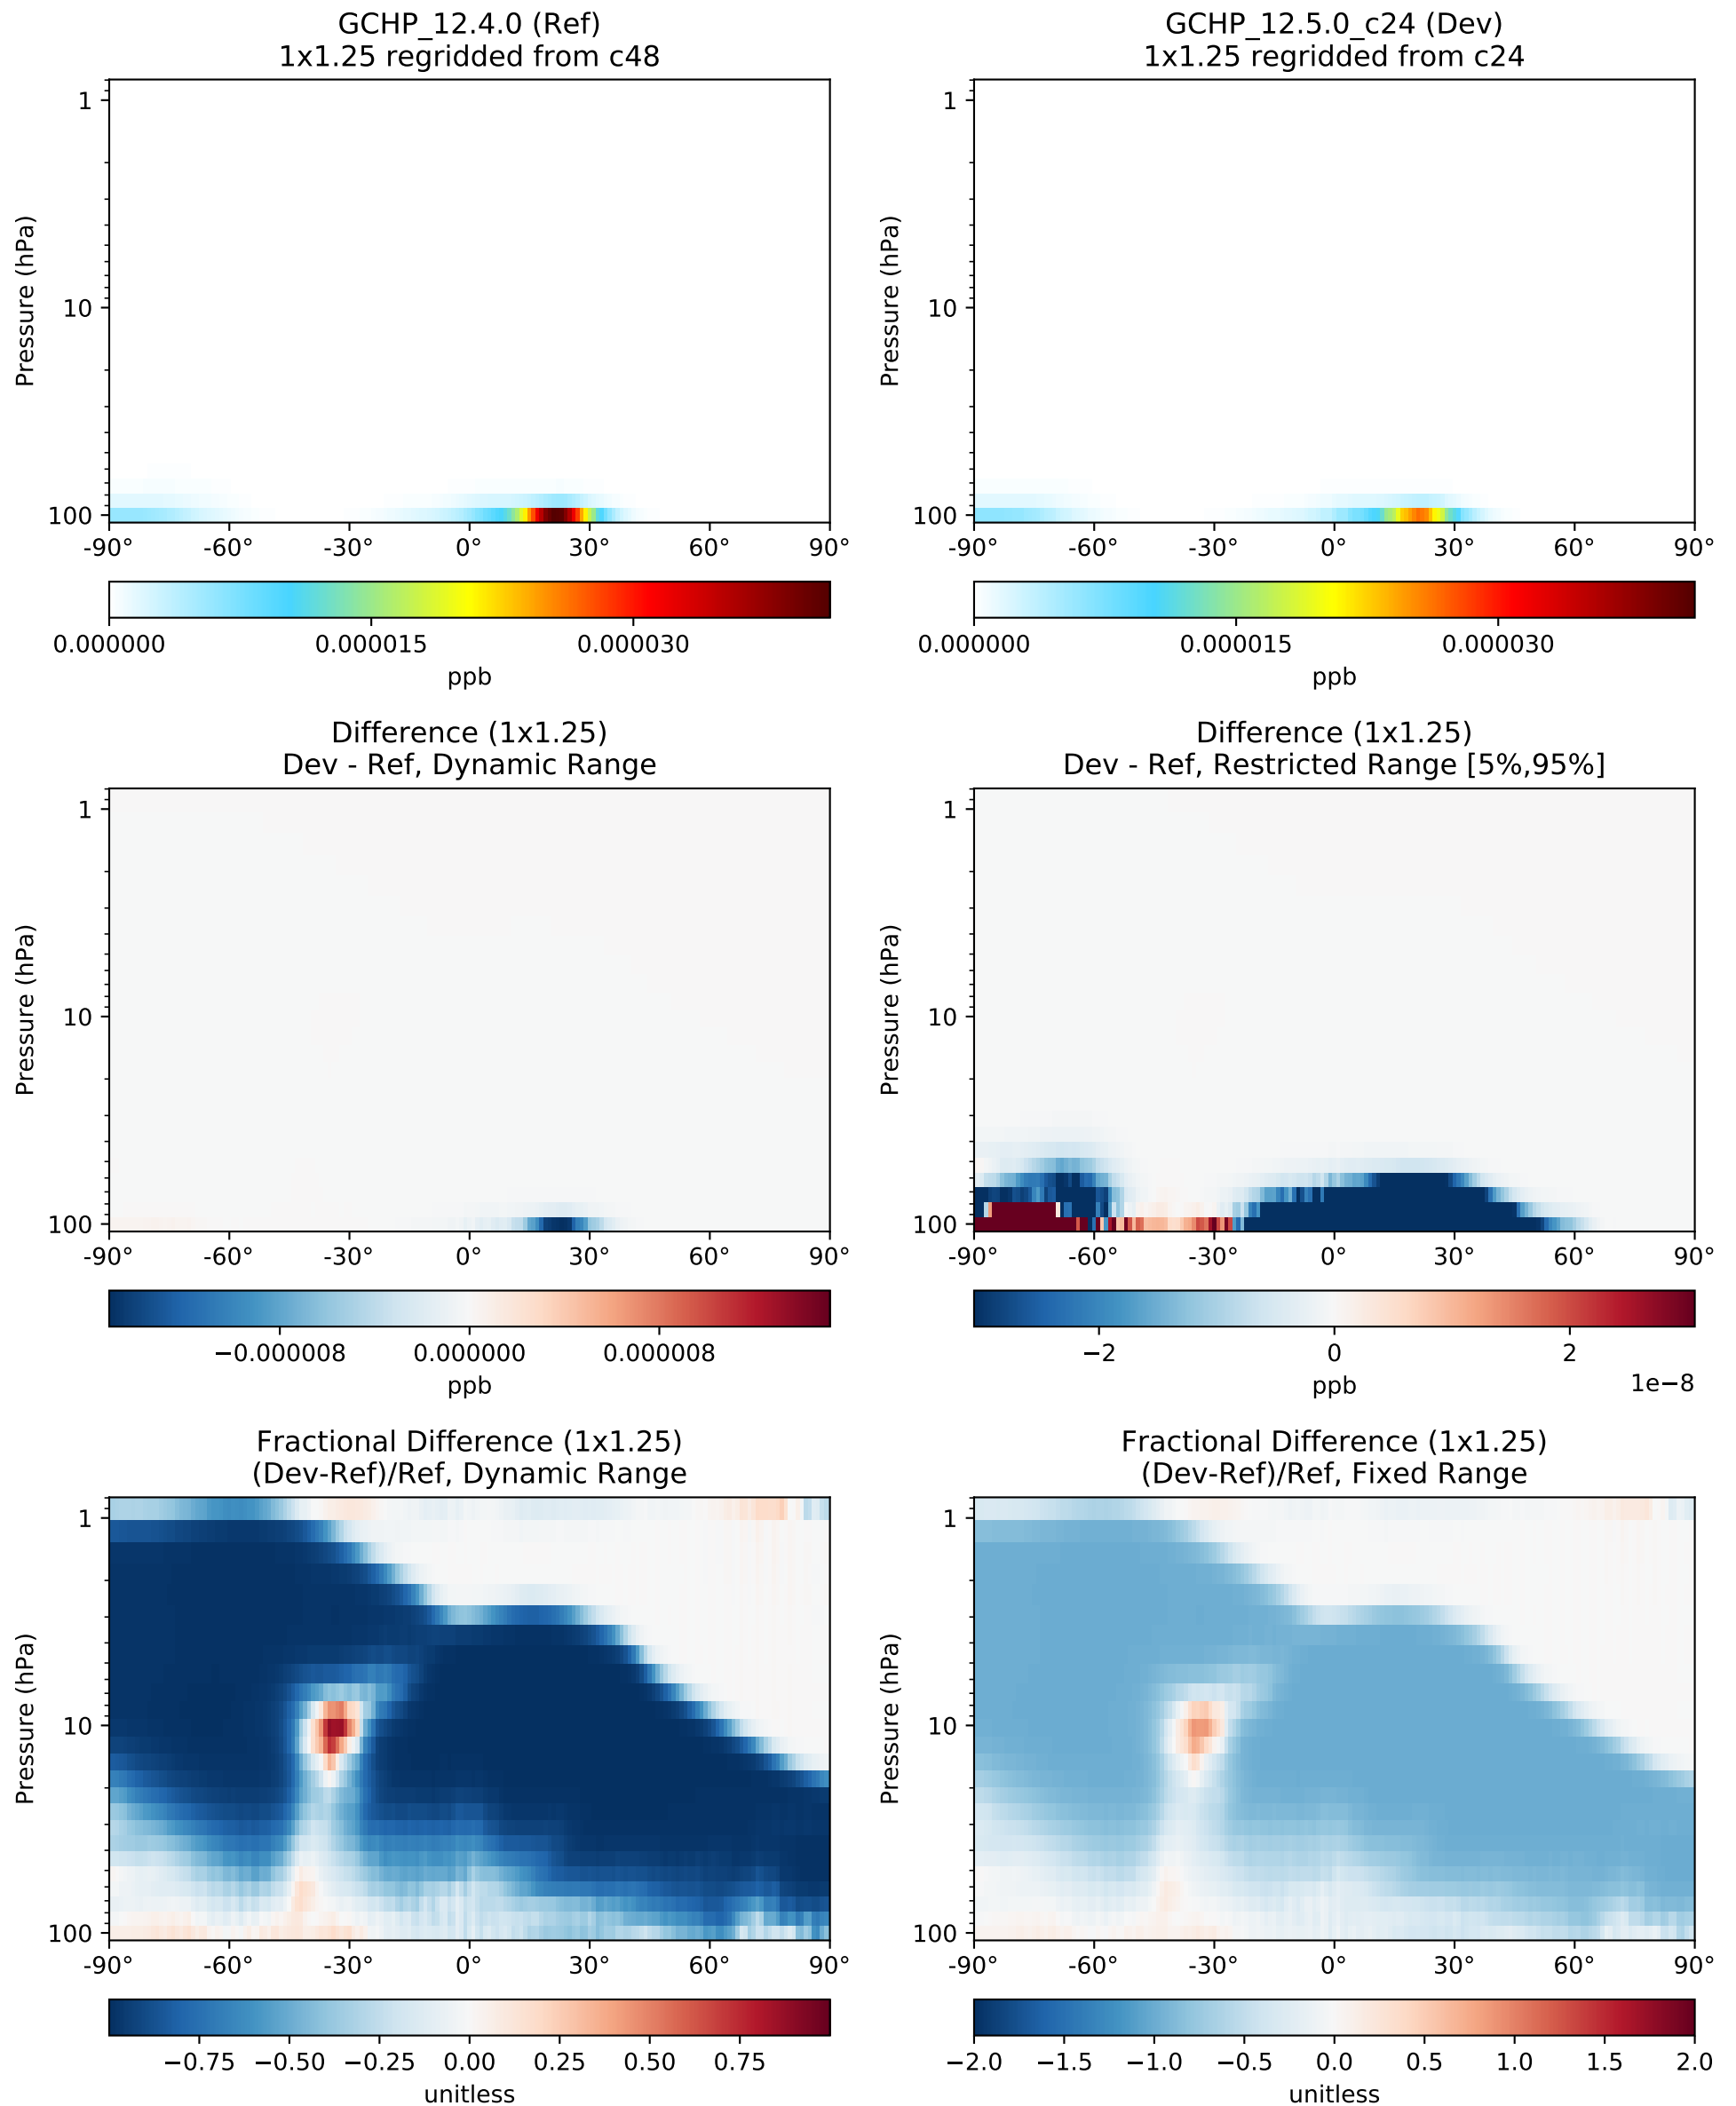 GCHP_12.4.0 (Ref)
1x1.25 regridded from c48
GCHP_12.5.0_c24 (Dev)
1x1.25 regridded from c24
Pressure (hPa)
1
10
100
-90° -60° -30° 0° 30° 60° 90°
0.000000 0.000015 0.000030
ppb
Pressure (hPa)
1
10
100
-90° -60° -30° 0° 30° 60° 90°
0.000000 0.000015 0.000030
ppb
Difference (1x1.25)
Dev - Ref, Dynamic Range
Difference (1x1.25)
Dev - Ref, Restricted Range [5%,95%]
Pressure (hPa)
1
10
100
-90° -60° -30° 0° 30° 60° 90°
−0.000008 0.000000 0.000008
ppb
Pressure (hPa)
1
10
100
-90° -60° -30° 0° 30° 60° 90°
−2 0 2
1e−8
ppb
Fractional Difference (1x1.25)
(Dev-Ref)/Ref, Dynamic Range
Fractional Difference (1x1.25)
(Dev-Ref)/Ref, Fixed Range
Pressure (hPa)
1
10
100
-90° -60° -30° 0° 30° 60° 90°
−0.75 −0.50 −0.25 0.00 0.25 0.50 0.75
unitless
Pressure (hPa)
1
10
100
-90° -60° -30° 0° 30° 60° 90°
−2.0 −1.5 −1.0 −0.5 0.0 0.5 1.0 1.5 2.0
unitless